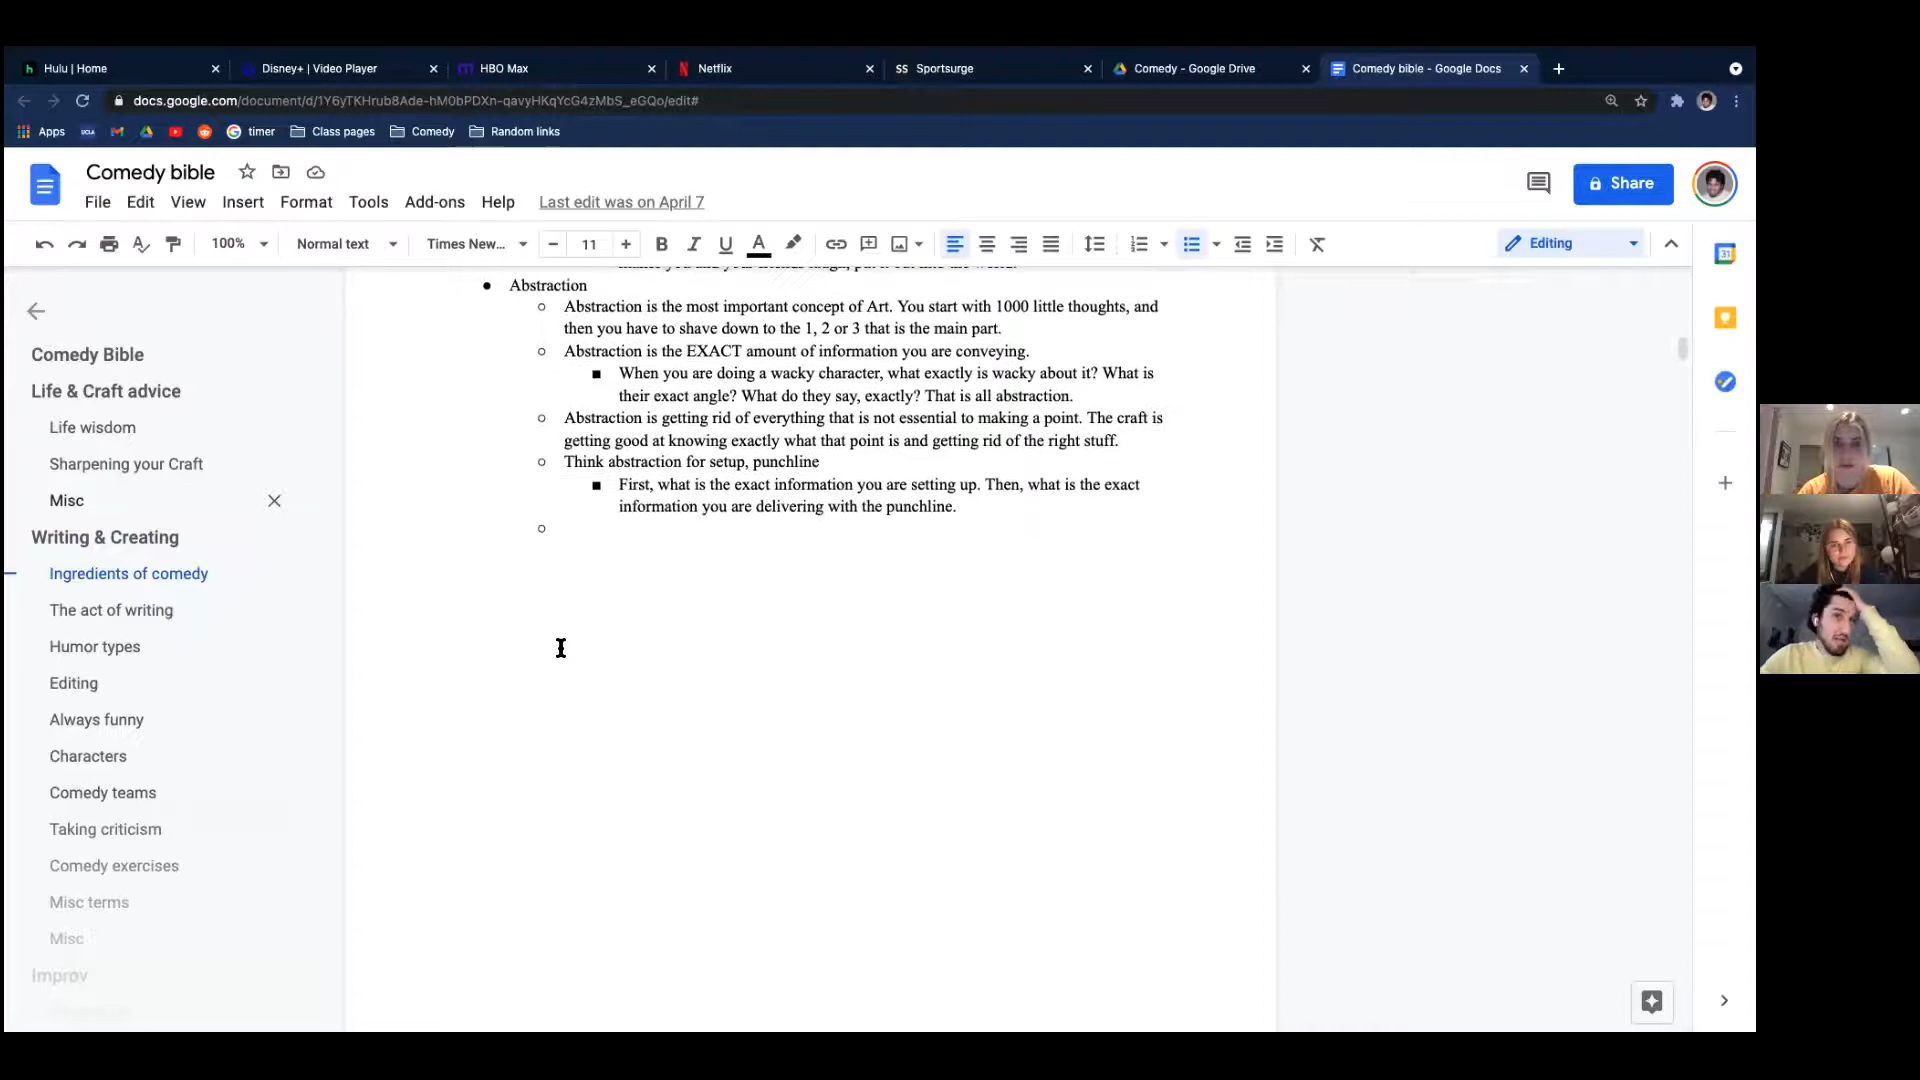 Hulu | Home
Disney+ | Video Player
HBO Max
Netflix
SS Sportsurge
Comedy - Google Drive
Comedy bible - Google Docs
docs.google.com/document/d/1Y6yTKHrub8Ade-hM0bPDXn-qavyHKqYcG4zMbS_eGQo/edit#
Apps
UCLA
timer
Class pages
Comedy
Random links
Comedy bible
Share
File Edit View Insert Format Tools Add-ons Help Last edit was on April 7
100% Normal text Times New... 11 Editing
Comedy Bible
Life & Craft advice
Life wisdom
Sharpening your Craft
Misc
Writing & Creating
Ingredients of comedy
The act of writing
Humor types
Editing
Always funny
Characters
Comedy teams
Taking criticism
Comedy exercises
Misc terms
Misc
Improv
Abstraction
Abstraction is the most important concept of Art. You start with 1000 little thoughts, and
then you have to shave down to the 1, 2 or 3 that is the main part.
Abstraction is the EXACT amount of information you are conveying.
When you are doing a wacky character, what exactly is wacky about it? What is
their exact angle? What do they say, exactly? That is all abstraction.
Abstraction is getting rid of everything that is not essential to making a point. The craft is
getting good at knowing exactly what that point is and getting rid of the right stuff.
Think abstraction for setup, punchline
First, what is the exact information you are setting up. Then, what is the exact
information you are delivering with the punchline.
31